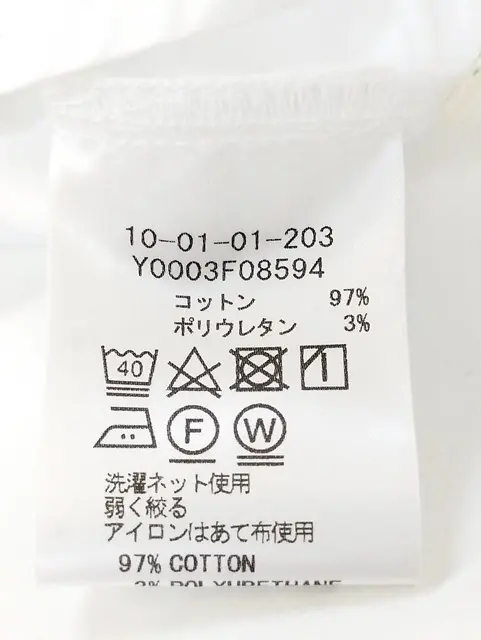 10-01-01-203
Y0003F08594
コットン 97%
ポリウレタン 3%
40
F W
洗濯ネット使用
弱く絞る
アイロンはあて布使用
97% COTTON
3% POLYURETHANE